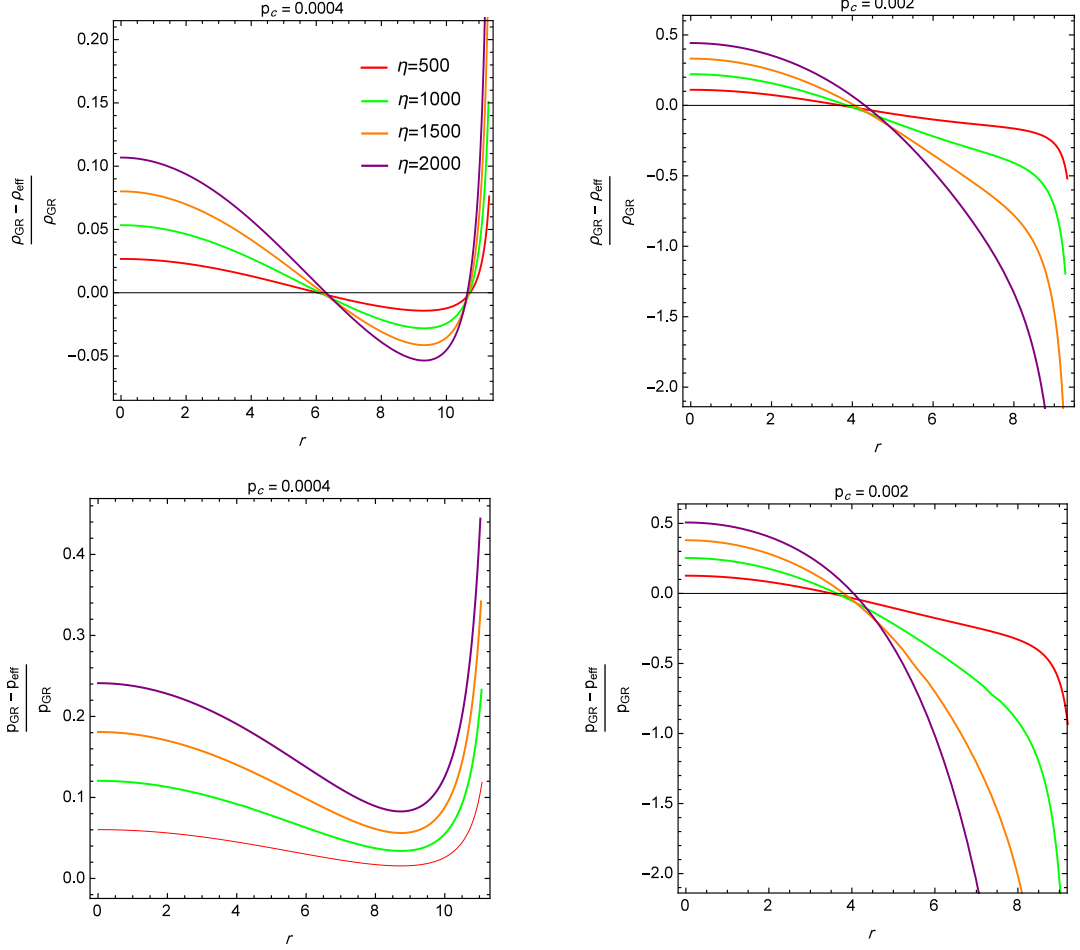 p_c = 0.0004
0.20
0.15
0.10
0.05
0.00
−0.05
0 2 4 6 8 10
r
ρ_GR − ρ_eff
ρ_GR
η=500
η=1000
η=1500
η=2000
p_c = 0.002
0.5
0.0
−0.5
−1.0
−1.5
−2.0
0 2 4 6 8
r
ρ_GR − ρ_eff
ρ_GR
p_c = 0.0004
0.4
0.3
0.2
0.1
0.0
0 2 4 6 8 10
r
p_GR − p_eff
p_GR
p_c = 0.002
0.5
0.0
−0.5
−1.0
−1.5
−2.0
0 2 4 6 8
r
p_GR − p_eff
p_GR